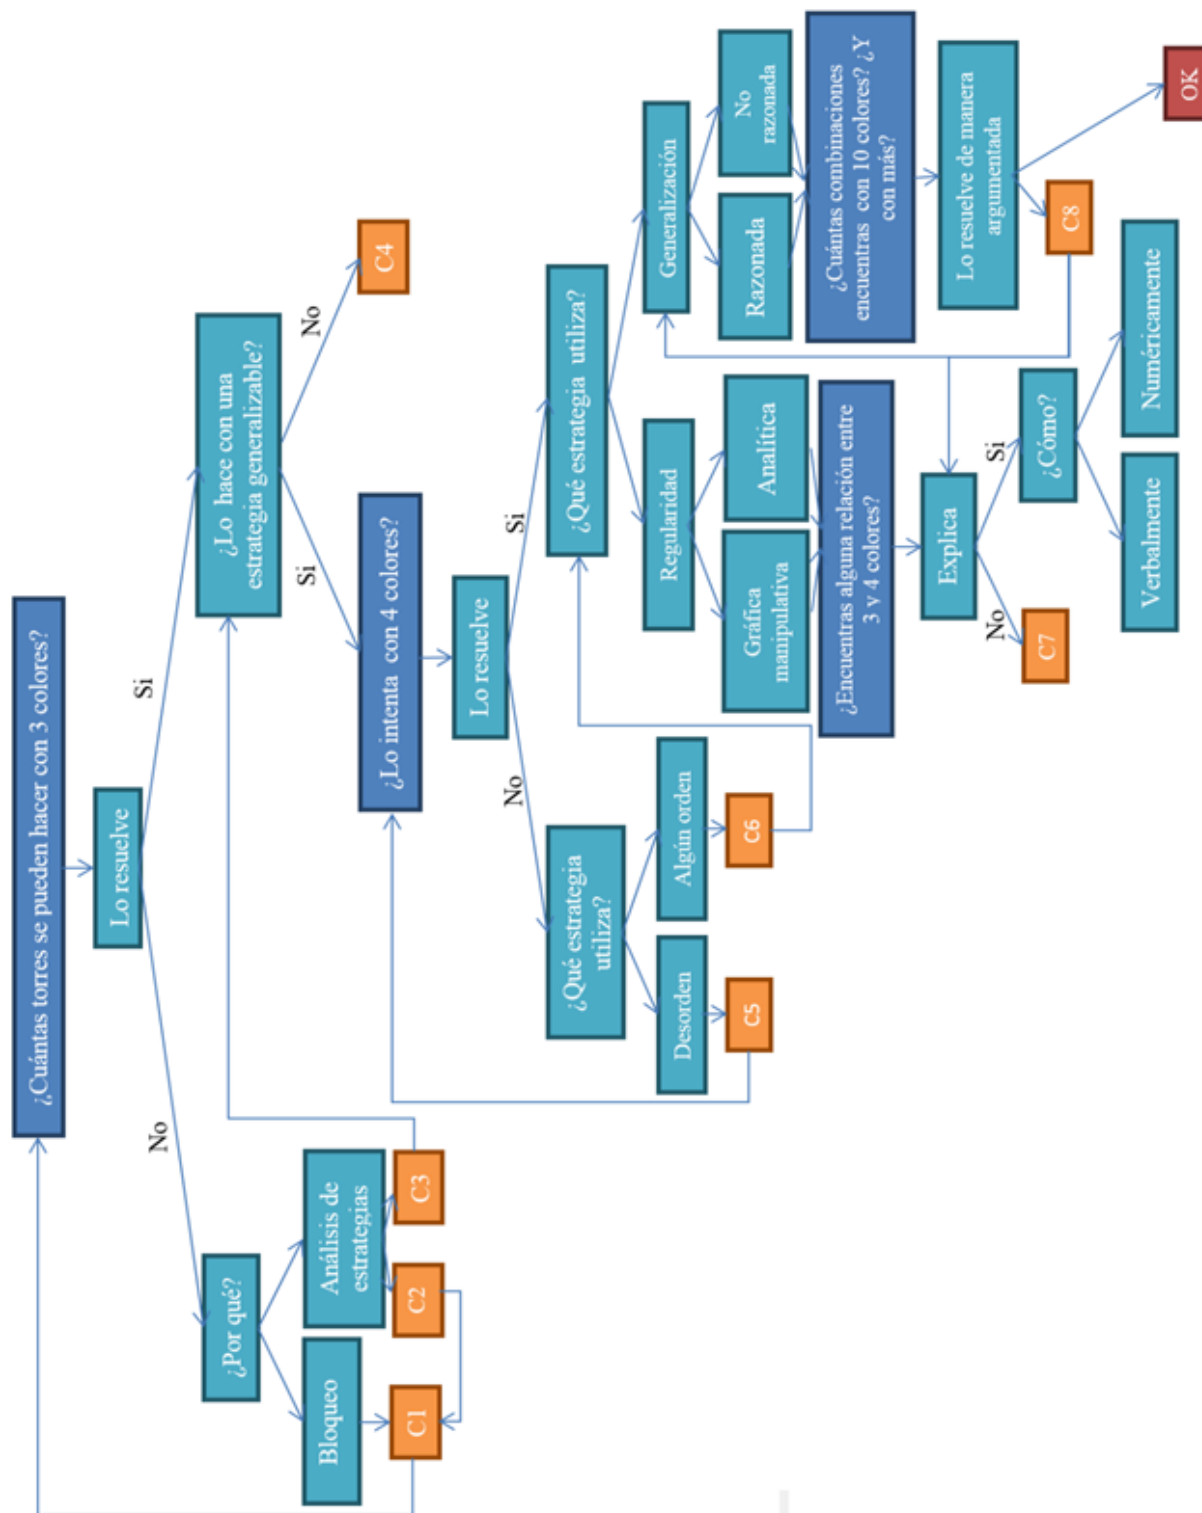 ¿Cuántas torres se pueden hacer con 3 colores?
Lo resuelve
No
Si
¿Por qué?
¿Lo hace con una
estrategia generalizable?
Bloqueo
Análisis de
estrategias
Si
No
C1
C2
C3
¿Lo intenta con 4 colores?
C4
Lo resuelve
No
Si
¿Qué estrategia
utiliza?
¿Qué estrategia utiliza?
Desorden
Algún orden
Regularidad
Generalización
C5
C6
Gráfica
manipulativa
Analítica
Razonada
No
razonada
¿Encuentras alguna relación entre
3 y 4 colores?
¿Cuántas combinaciones
encuentras con 10 colores? ¿Y
con más?
Explica
Lo resuelve de manera
argumentada
No
Si
C7
¿Cómo?
C8
Verbalmente
Numéricamente
OK